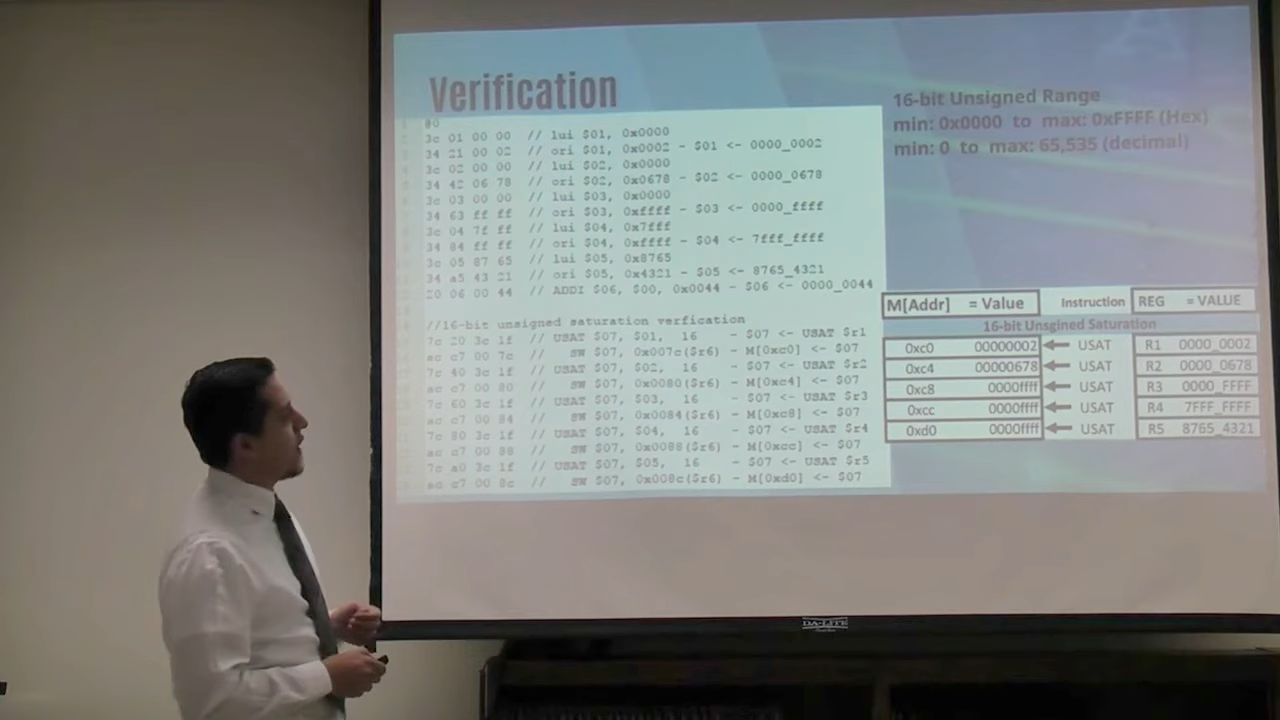 Verification
@0
3c 01 00 00 // lui $01, 0x0000
34 21 00 02 // ori $01, 0x0002 - $01 <- 0000_0002
3c 02 00 00 // lui $02, 0x0000
34 42 06 78 // ori $02, 0x0678 - $02 <- 0000_0678
3c 03 00 00 // lui $03, 0x0000
34 63 ff ff // ori $03, 0xffff - $03 <- 0000_ffff
3c 04 7f ff // lui $04, 0x7fff
34 84 ff ff // ori $04, 0xffff - $04 <- 7fff_ffff
3c 05 87 65 // lui $05, 0x8765
34 a5 43 21 // ori $05, 0x4321 - $05 <- 8765_4321
20 06 00 44 // ADDI $06, $00, 0x0044 - $06 <- 0000_0044
//16-bit unsigned saturation verfication
7c 20 3c 1f // USAT $07, $01, 16 - $07 <- USAT $r1
ac c7 00 7c // SW $07, 0x007c($r6) - M[0xc0] <- $07
7c 40 3c 1f // USAT $07, $02, 16 - $07 <- USAT $r2
ac c7 00 80 // SW $07, 0x0080($r6) - M[0xc4] <- $07
7c 60 3c 1f // USAT $07, $03, 16 - $07 <- USAT $r3
ac c7 00 84 // SW $07, 0x0084($r6) - M[0xc8] <- $07
7c 80 3c 1f // USAT $07, $04, 16 - $07 <- USAT $r4
ac c7 00 88 // SW $07, 0x0088($r6) - M[0xcc] <- $07
7c a0 3c 1f // USAT $07, $05, 16 - $07 <- USAT $r5
ac c7 00 8c // SW $07, 0x008c($r6) - M[0xd0] <- $07
16-bit Unsigned Range
min: 0x0000 to max: 0xFFFF (Hex)
min: 0 to max: 65,535 (decimal)
M[Addr] = Value Instruction REG = VALUE
16-bit Unsgined Saturation
0xc0 00000002 USAT R1 0000_0002
0xc4 00000678 USAT R2 0000_0678
0xc8 0000ffff USAT R3 0000_FFFF
0xcc 0000ffff USAT R4 7FFF_FFFF
0xd0 0000ffff USAT R5 8765_4321
DA-LITE